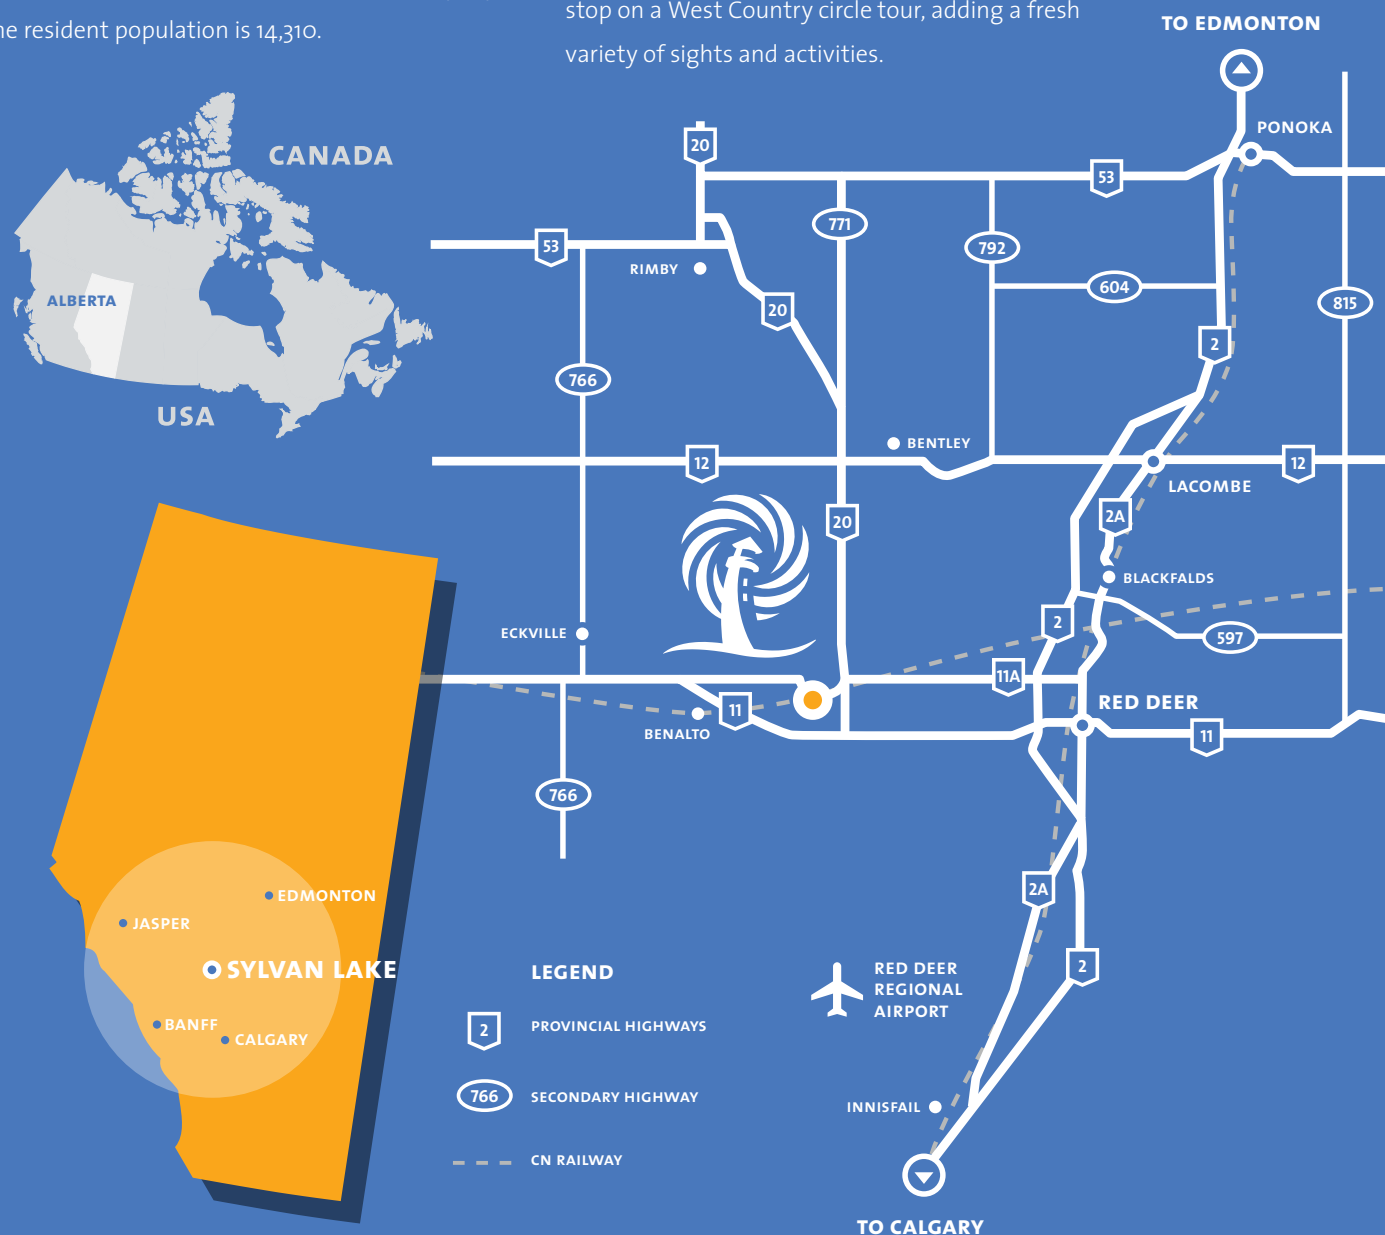 ne resident population is 14,310.
stop on a West Country circle tour, adding a fresh
variety of sights and activities.
TO EDMONTON
PONOKA
CANADA
ALBERTA
USA
20
53
771
53
792
RIMBY
604
815
20
2
766
BENTLEY
12
12
LACOMBE
2A
20
BLACKFALDS
2
597
ECKVILLE
11A
RED DEER
11
BENALTO
11
766
2A
EDMONTON
JASPER
SYLVAN LAKE
BANFF
CALGARY
2
LEGEND
2
PROVINCIAL HIGHWAYS
766
SECONDARY HIGHWAY
CN RAILWAY
RED DEER
REGIONAL
AIRPORT
INNISFAIL
TO CALGARY